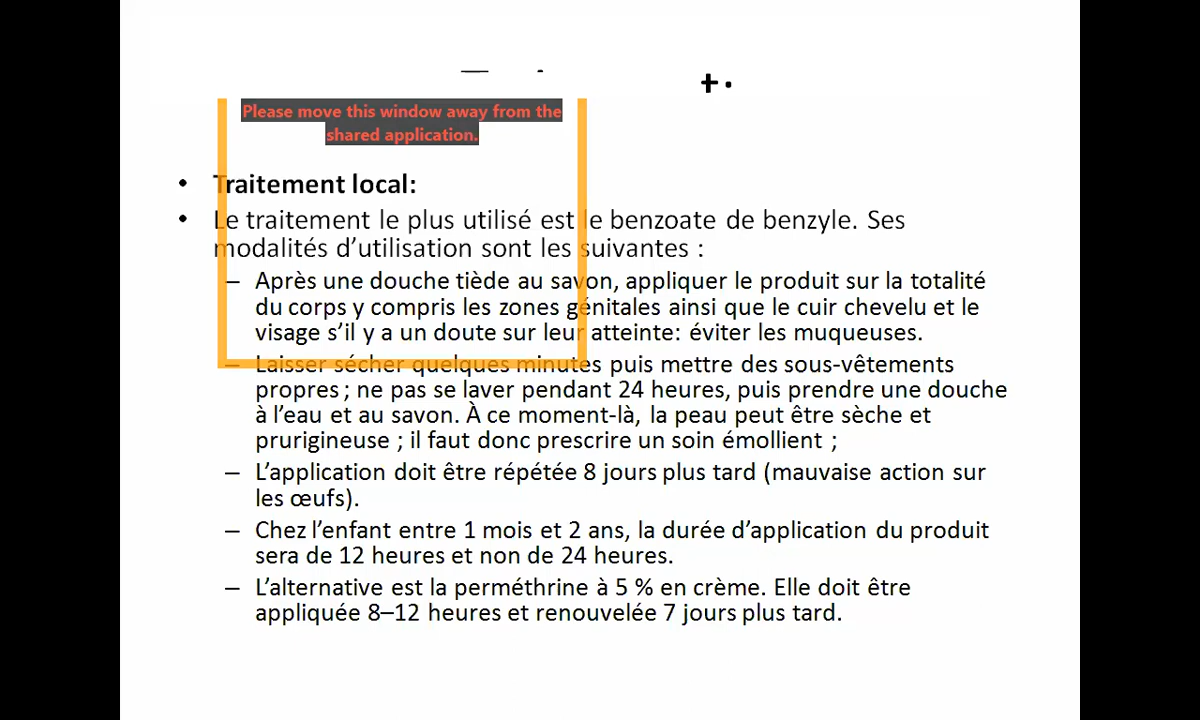 Please move this window away from the
shared application.
• Traitement local:
• Le traitement le plus utilisé est le benzoate de benzyle. Ses
modalités d’utilisation sont les suivantes :
– Après une douche tiède au savon, appliquer le produit sur la totalité
du corps y compris les zones génitales ainsi que le cuir chevelu et le
visage s’il y a un doute sur leur atteinte: éviter les muqueuses.
– Laisser sécher quelques minutes puis mettre des sous-vêtements
propres ; ne pas se laver pendant 24 heures, puis prendre une douche
à l’eau et au savon. À ce moment-là, la peau peut être sèche et
prurigineuse ; il faut donc prescrire un soin émollient ;
– L’application doit être répétée 8 jours plus tard (mauvaise action sur
les œufs).
– Chez l’enfant entre 1 mois et 2 ans, la durée d’application du produit
sera de 12 heures et non de 24 heures.
– L’alternative est la perméthrine à 5 % en crème. Elle doit être
appliquée 8–12 heures et renouvelée 7 jours plus tard.